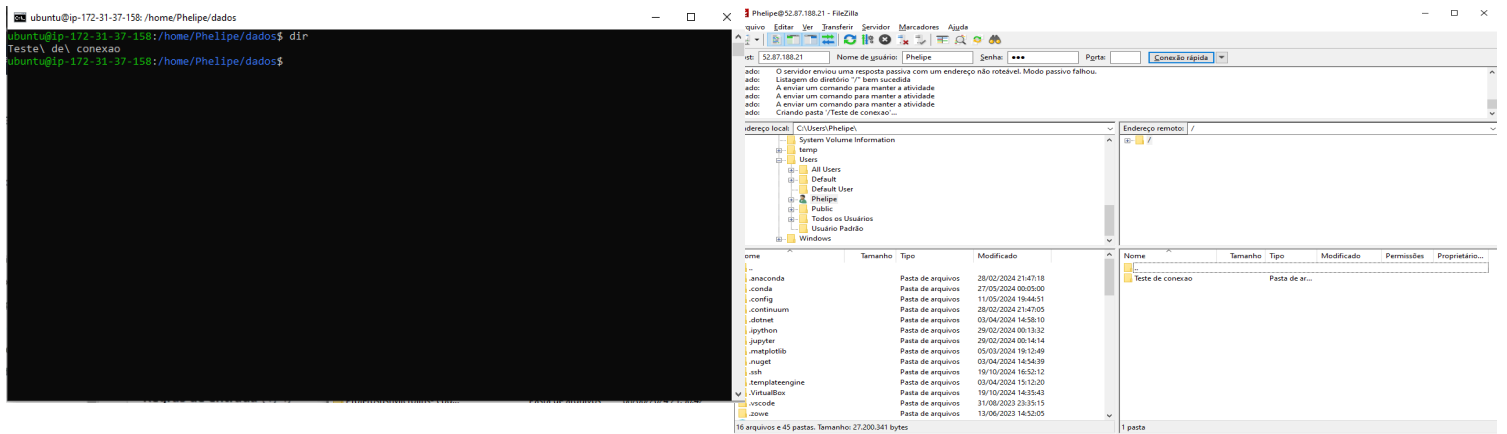 ubuntu@ip-172-31-37-158: /home/Phelipe/dados
ubuntu@ip-172-31-37-158:/home/Phelipe/dados$ dir
Teste\ de\ conexao
ubuntu@ip-172-31-37-158:/home/Phelipe/dados$
Phelipe@52.87.188.21 - FileZilla
rquivo Editar Ver Transferir Servidor Marcadores Ajuda
ost: 52.87.188.21 Nome de usuário: Phelipe Senha: ●●● Porta: Conexão rápida
ado: O servidor enviou uma resposta passiva com um endereço não roteável. Modo passivo falhou.
ado: Listagem do diretório "/" bem sucedida
ado: A enviar um comando para manter a atividade
ado: A enviar um comando para manter a atividade
ado: A enviar um comando para manter a atividade
ado: Criando pasta '/Teste de conexao'...
ndereço local: C:\Users\Phelipe\
System Volume Information
temp
Users
All Users
Default
Default User
Phelipe
Public
Todos os Usuários
Usuário Padrão
Windows
Endereço remoto: /
/
ome Tamanho Tipo Modificado
..
.anaconda Pasta de arquivos 28/02/2024 21:47:18
.conda Pasta de arquivos 27/05/2024 00:05:00
.config Pasta de arquivos 11/05/2024 19:44:51
.continuum Pasta de arquivos 28/02/2024 21:47:05
.dotnet Pasta de arquivos 03/04/2024 14:58:10
.ipython Pasta de arquivos 29/02/2024 00:13:32
.jupyter Pasta de arquivos 29/02/2024 00:14:14
.matplotlib Pasta de arquivos 05/03/2024 19:12:49
.nuget Pasta de arquivos 03/04/2024 14:54:39
.ssh Pasta de arquivos 19/10/2024 16:52:12
.templateengine Pasta de arquivos 03/04/2024 15:12:20
.VirtualBox Pasta de arquivos 19/10/2024 14:35:43
.vscode Pasta de arquivos 31/08/2023 23:35:15
.zowe Pasta de arquivos 13/06/2023 14:52:05
16 arquivos e 45 pastas. Tamanho: 27.200.341 bytes
Nome Tamanho Tipo Modificado Permissões Proprietário...
..
Teste de conexao Pasta de ar...
1 pasta